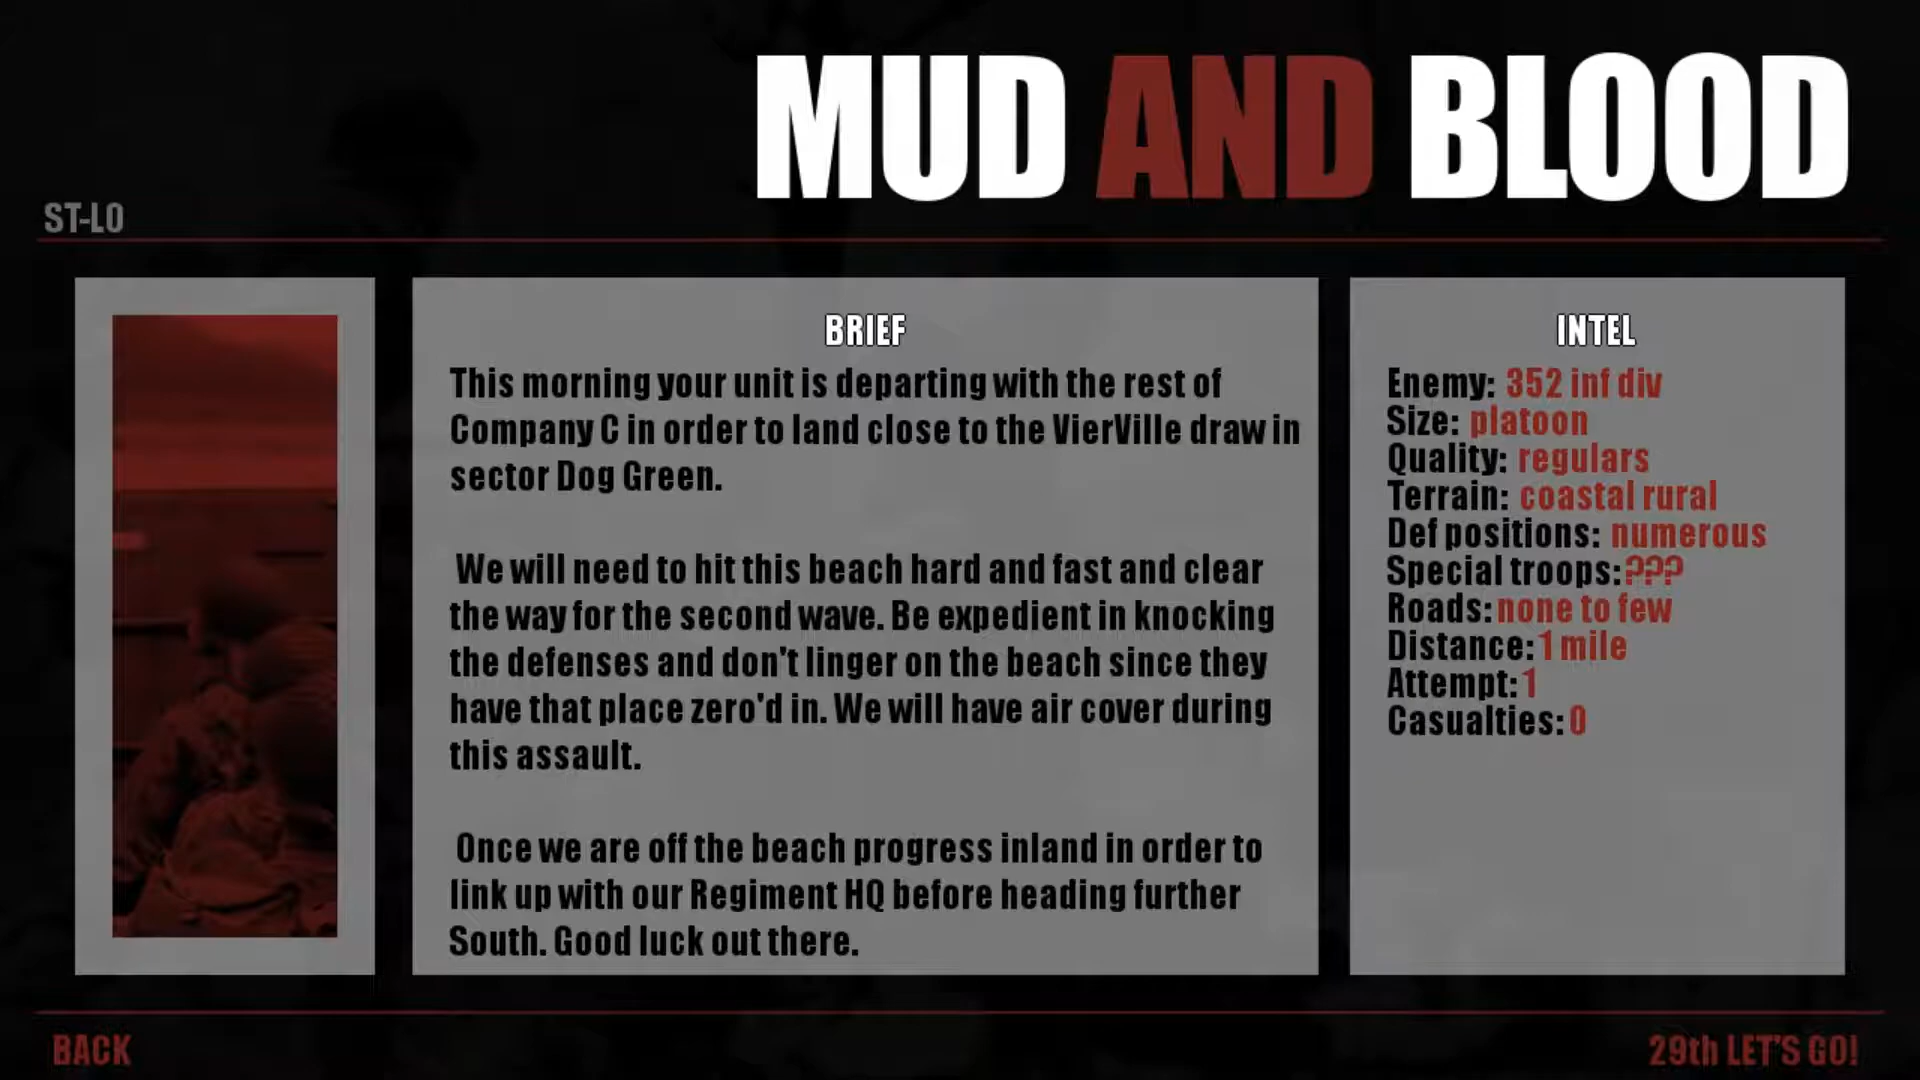 MUD AND BLOOD
ST-LO
BRIEF
This morning your unit is departing with the rest of
Company C in order to land close to the VierVille draw in
sector Dog Green.
We will need to hit this beach hard and fast and clear
the way for the second wave. Be expedient in knocking
the defenses and don't linger on the beach since they
have that place zero'd in. We will have air cover during
this assault.
Once we are off the beach progress inland in order to
link up with our Regiment HQ before heading further
South. Good luck out there.
INTEL
Enemy: 352 inf div
Size: platoon
Quality: regulars
Terrain: coastal rural
Def positions: numerous
Special troops:???
Roads:none to few
Distance:1 mile
Attempt:1
Casualties:0
BACK
29th LET'S GO!